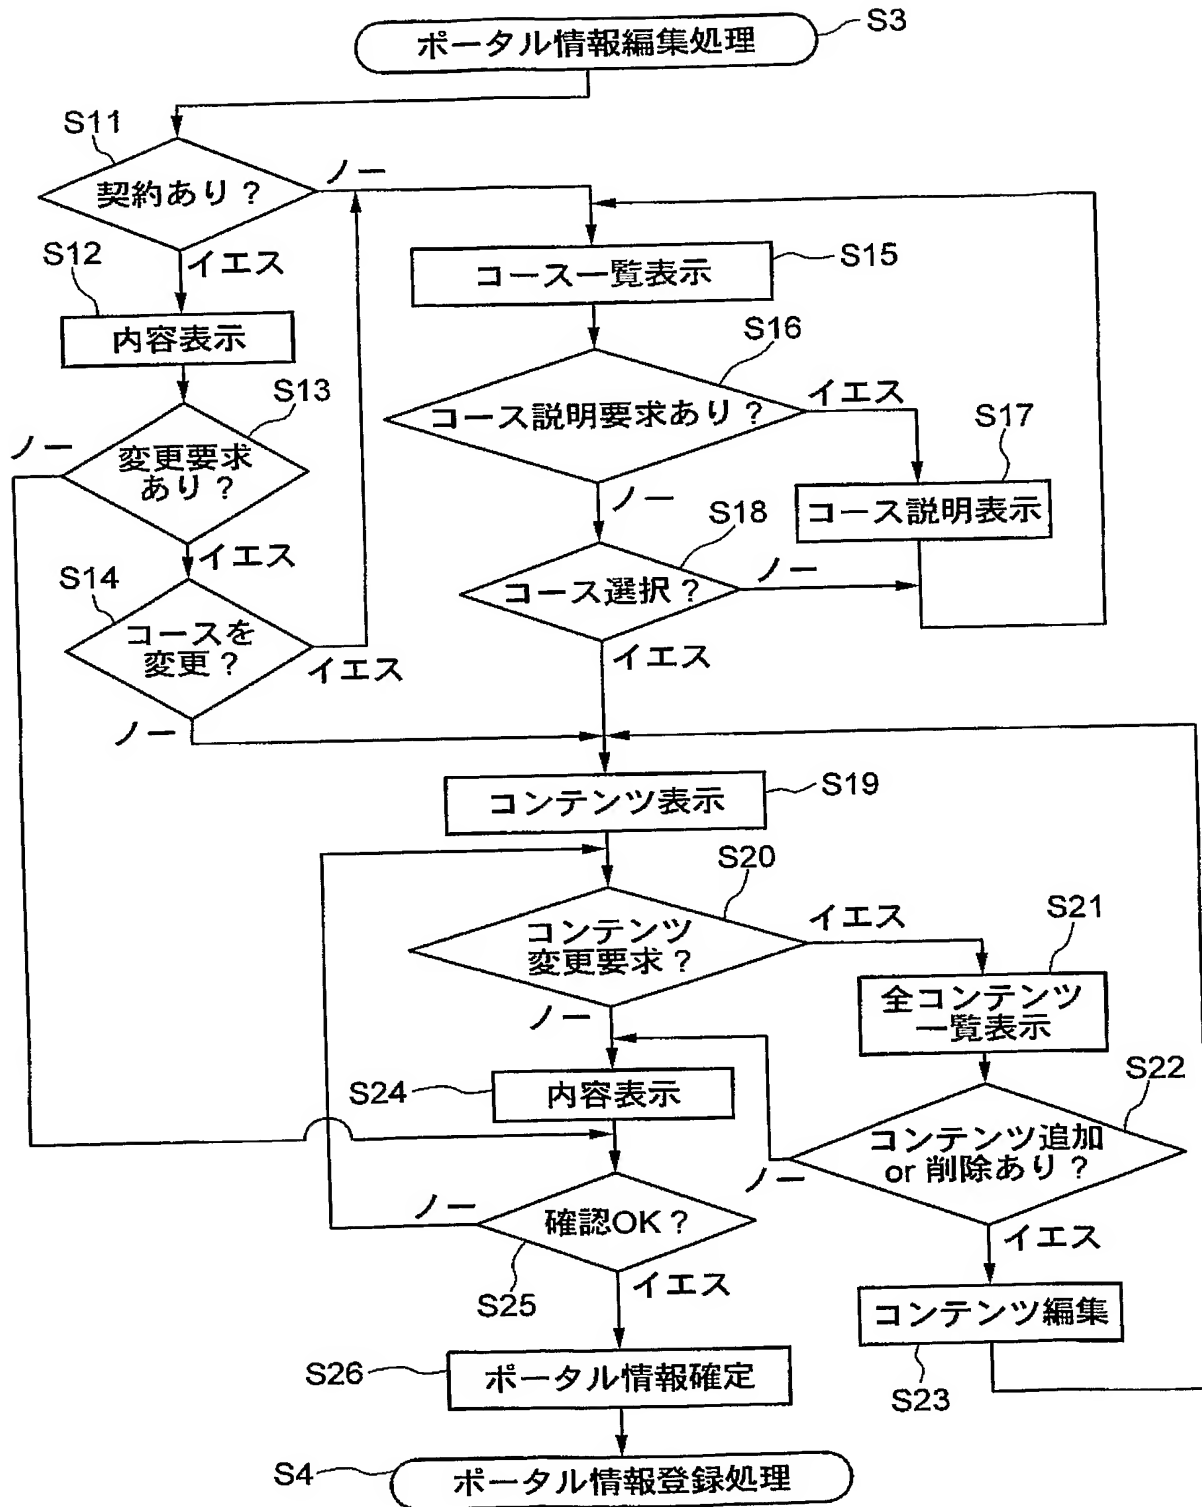 ポータル情報編集処理
S3
S11
契約あり？
ノー
イエス
S12
内容表示
S13
変更要求
あり？
ノー
イエス
S14
コースを
変更？
イエス
ノー
コース一覧表示
S15
S16
コース説明要求あり？
イエス
ノー
S17
コース説明表示
S18
コース選択？
ノー
イエス
コンテンツ表示
S19
S20
コンテンツ
変更要求？
イエス
ノー
S21
全コンテンツ
一覧表示
S22
コンテンツ追加
or 削除あり？
ノー
イエス
コンテンツ編集
S23
S24
内容表示
確認OK？
ノー
イエス
S25
S26
ポータル情報確定
S4
ポータル情報登録処理